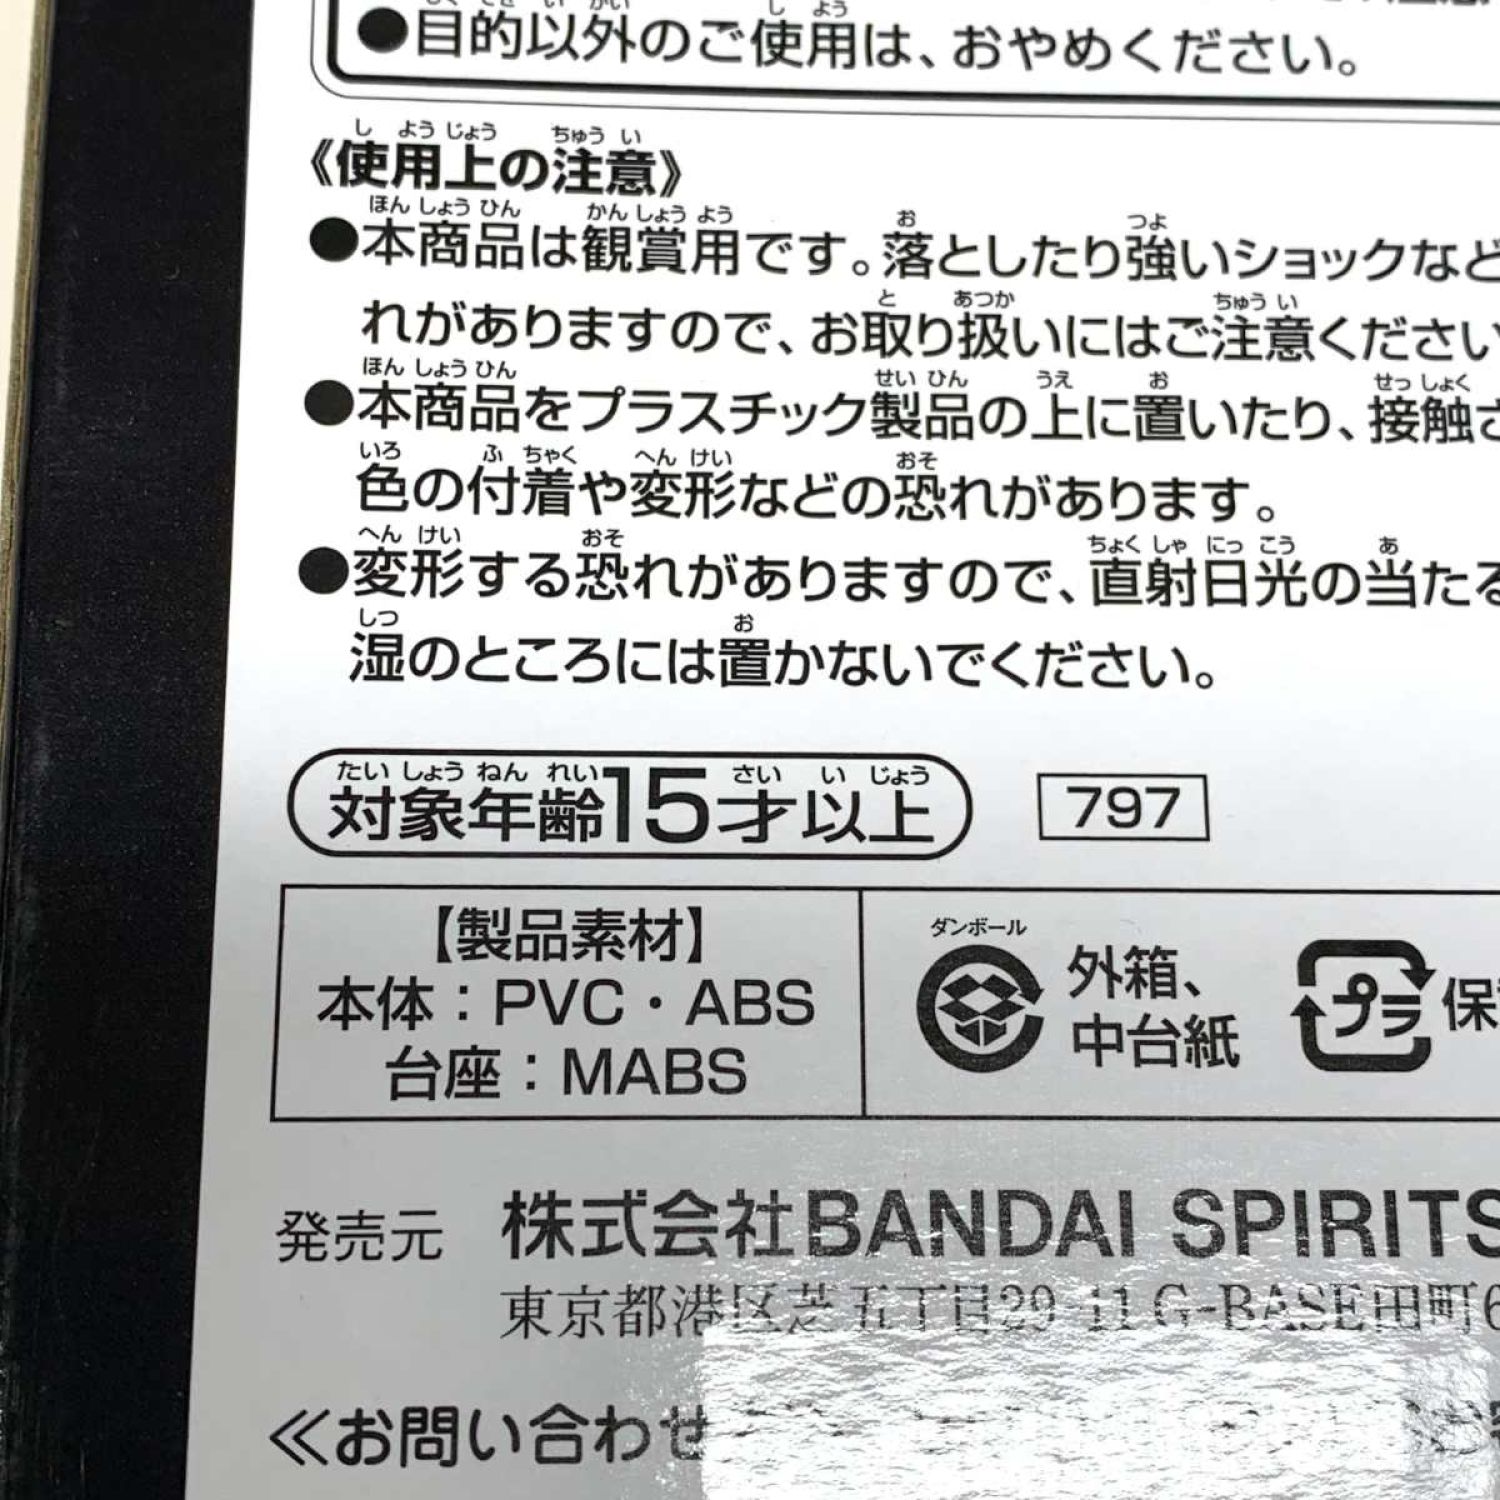 ●目的以外のご使用は、おやめください。
《使用上の注意》
●本商品は観賞用です。落としたり強いショックなど
れがありますので、お取り扱いにはご注意ください
●本商品をプラスチック製品の上に置いたり、接触さ
色の付着や変形などの恐れがあります。
●変形する恐れがありますので、直射日光の当たる
湿のところには置かないでください。
対象年齢15才以上 797
【製品素材】
本体：PVC・ABS
台座：MABS
ダンボール
外箱、
中台紙
プラ 保
発売元 株式会社BANDAI SPIRITS
東京都港区芝五丁目29-11 G-BASE田町6
≪お問い合わせ